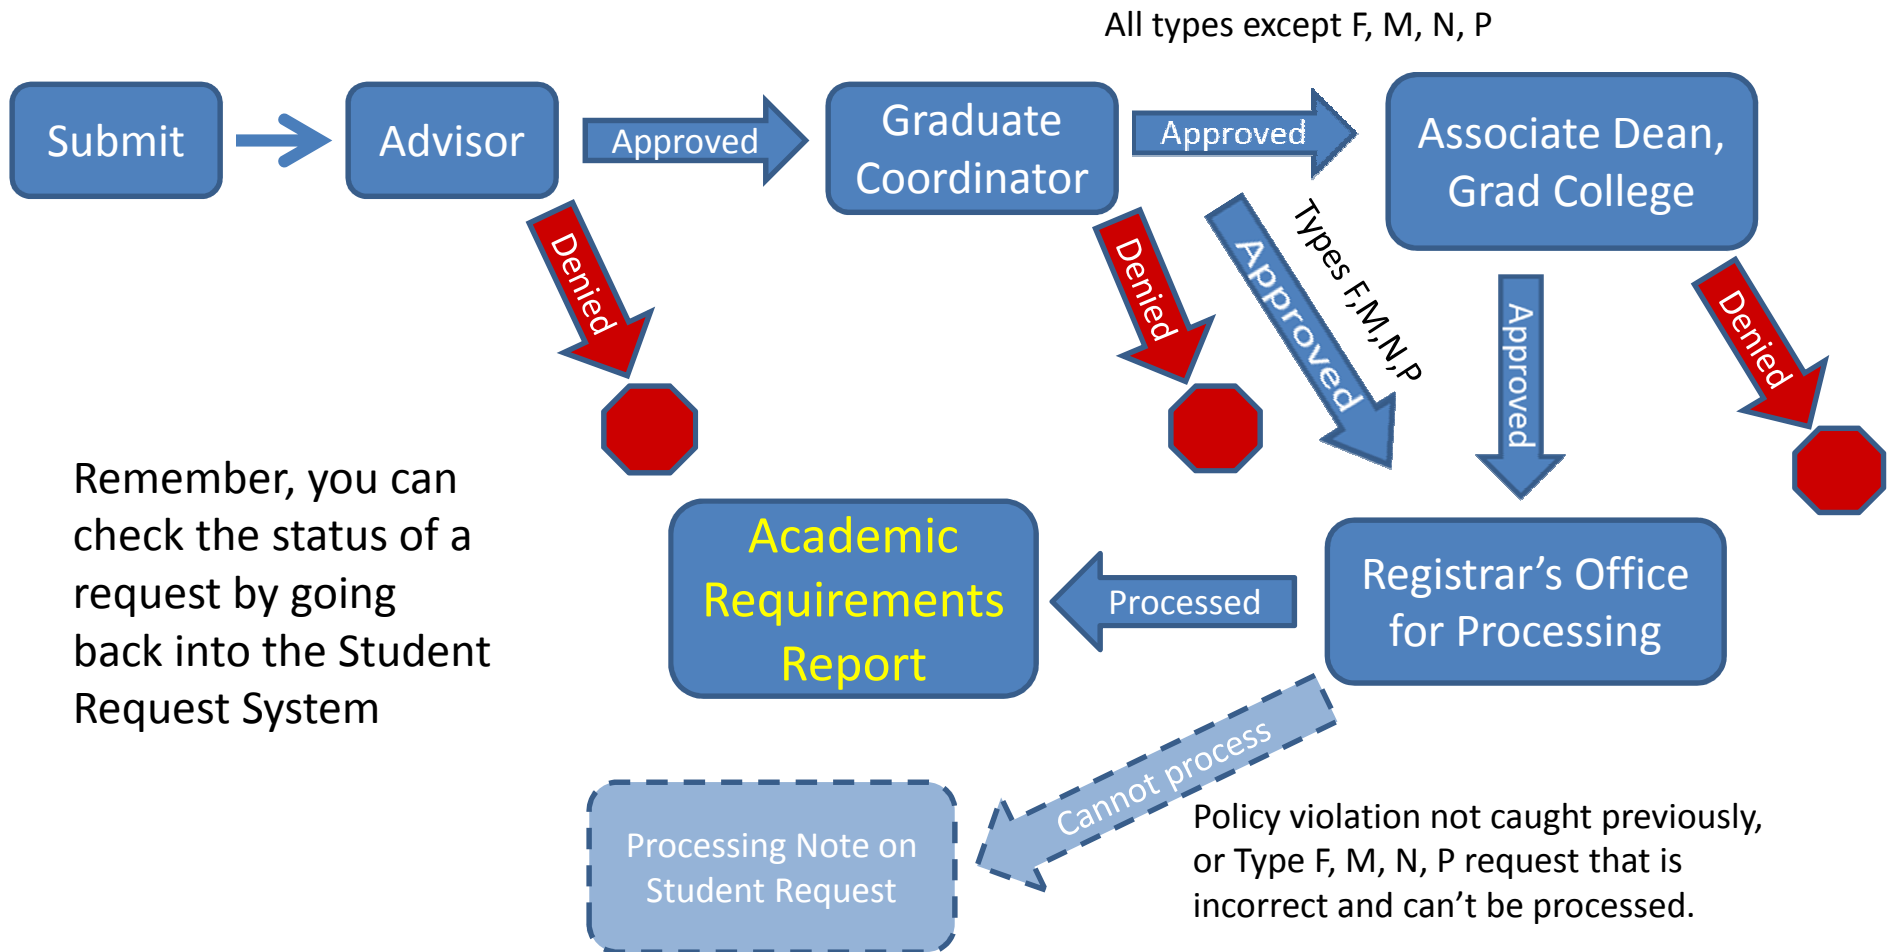 All types except F, M, N, P
Submit
Advisor
Approved
Graduate
Coordinator
Approved
Associate Dean,
Grad College
Denied
Denied
Approved
Types F,M,N,P
Approved
Denied
Remember, you can
check the status of a
request by going
back into the Student
Request System
Academic
Requirements
Report
Processed
Registrar’s Office
for Processing
Cannot process
Processing Note on
Student Request
Policy violation not caught previously,
or Type F, M, N, P request that is
incorrect and can’t be processed.